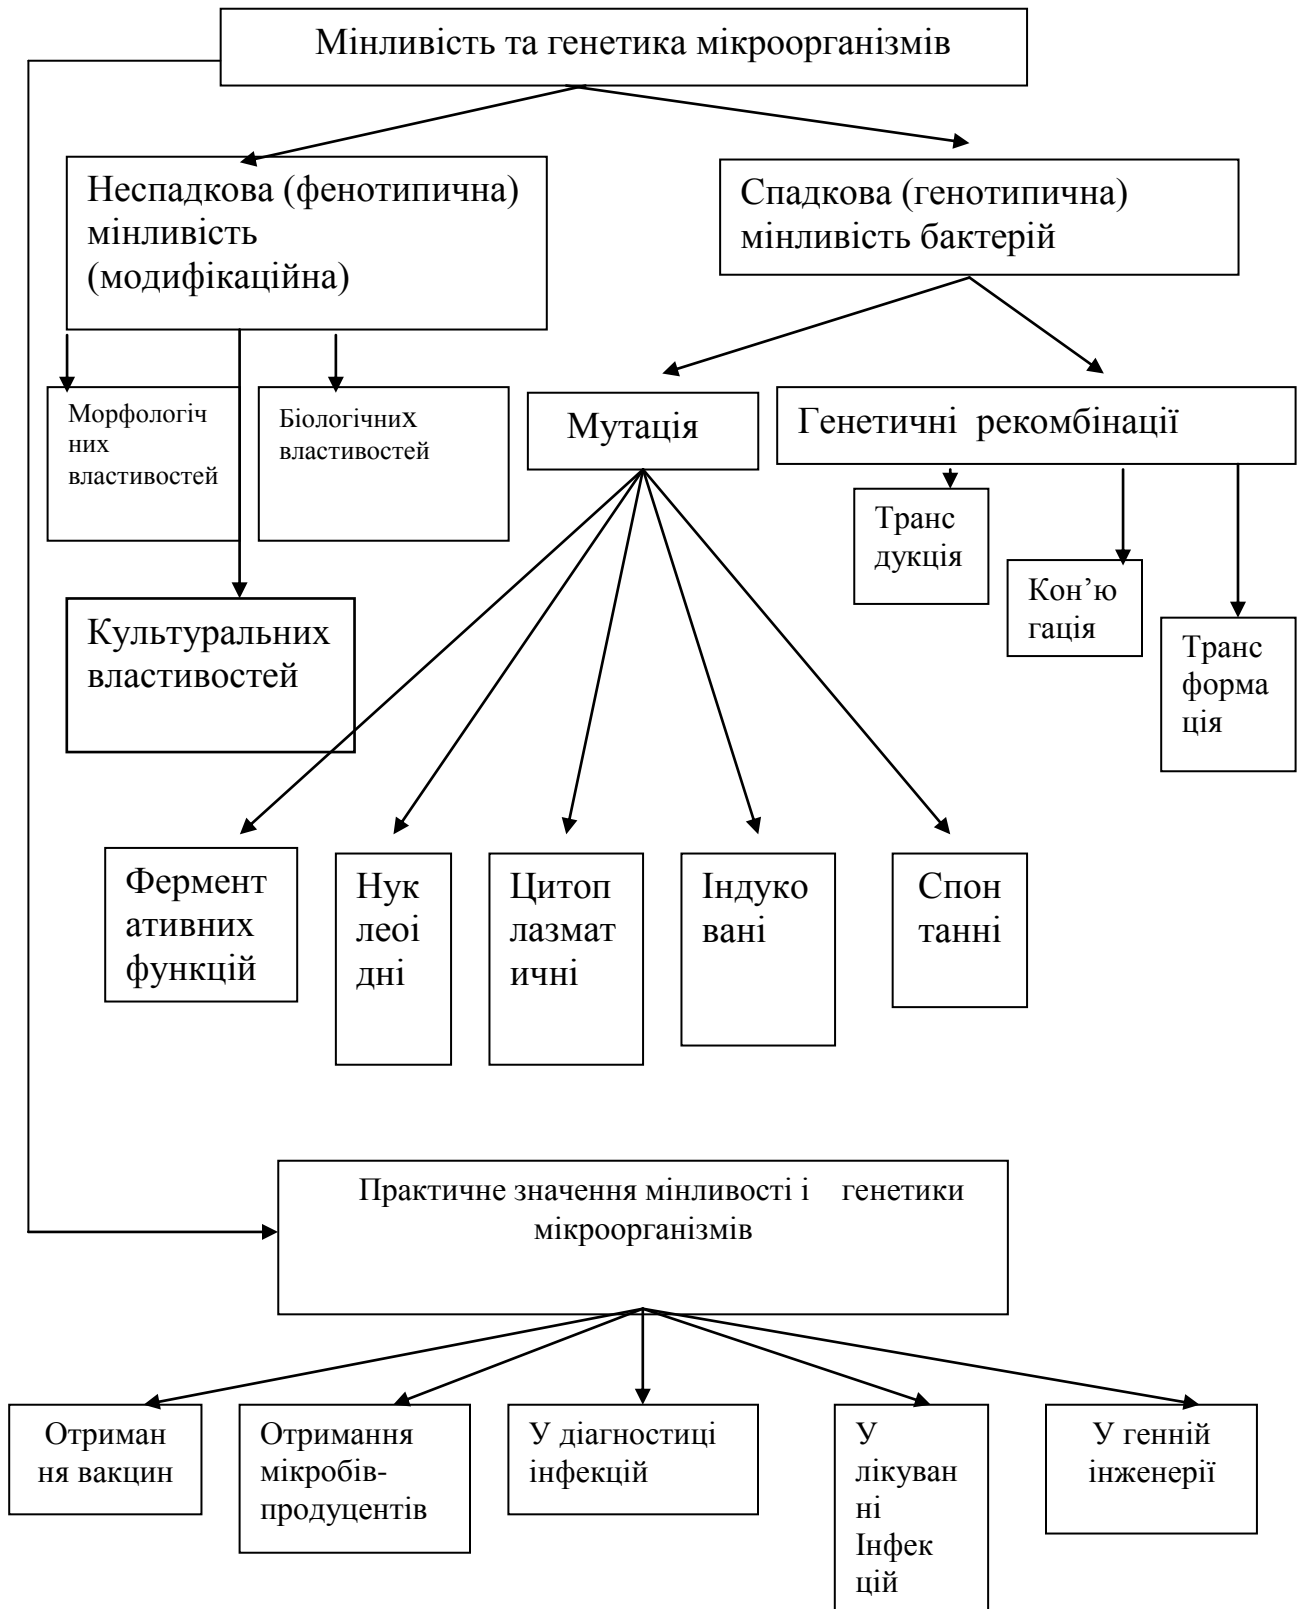 Мінливість та генетика мікроорганізмів
Неспадкова (фенотипична)
мінливість
(модифікаційна)
Спадкова (генотипична)
мінливість бактерій
Морфологіч
них
властивостей
Біологічних
властивостей
Мутація
Генетичні рекомбінації
Транс
дукція
Кон’ю
гація
Транс
форма
ція
Культуральних
властивостей
Фермент
ативних
функцій
Нук
леоі
дні
Цитоп
лазмат
ичні
Індуко
вані
Спон
танні
Практичне значення мінливості і генетики
мікроорганізмів
Отриман
ня вакцин
Отримання
мікробів-
продуцентів
У діагностиці
інфекцій
У
лікуван
ні
Інфек
цій
У генній
інженерії